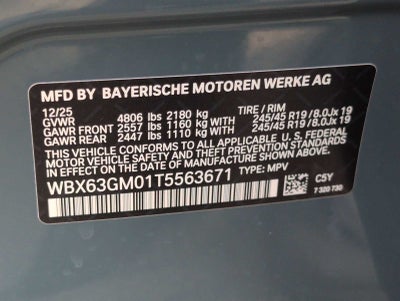 MFD BY BAYERISCHE MOTOREN WERKE AG
12/25 TIRE / RIM
GVWR 4806 lbs 2180 kg
GAWR FRONT 2557 lbs 1160 kg 245/45 R19 / 8.0J x 19
GAWR REAR 2447 lbs 1110 kg 245/45 R19 / 8.0J x 19
THIS VEHICLE CONFORMS TO ALL APPLICABLE U.S. FEDERAL
MOTOR VEHICLE SAFETY, BUMPER, AND THEFT PREVENTION STANDARDS
IN EFFECT ON THE DATE OF MANUFACTURE SHOWN ABOVE.
WBX63GM01T5563671 TYPE: MPV C5Y
7 320 730